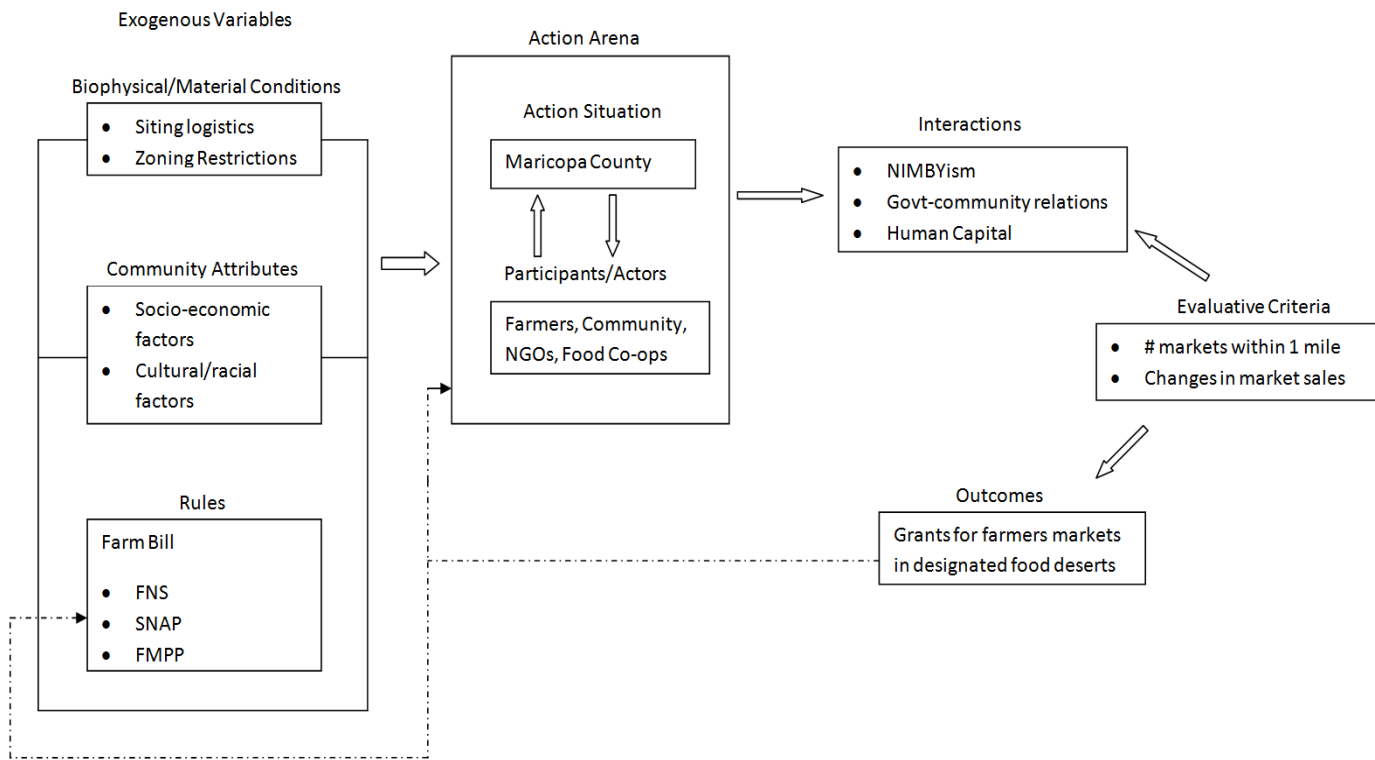 Exogenous Variables
Biophysical/Material Conditions
• Siting logistics
• Zoning Restrictions
Community Attributes
• Socio-economic
factors
• Cultural/racial
factors
Rules
Farm Bill
• FNS
• SNAP
• FMPP
Action Arena
Action Situation
Maricopa County
Participants/Actors
Farmers, Community,
NGOs, Food Co-ops
Interactions
• NIMBYism
• Govt-community relations
• Human Capital
Evaluative Criteria
• # markets within 1 mile
• Changes in market sales
Outcomes
Grants for farmers markets
in designated food deserts